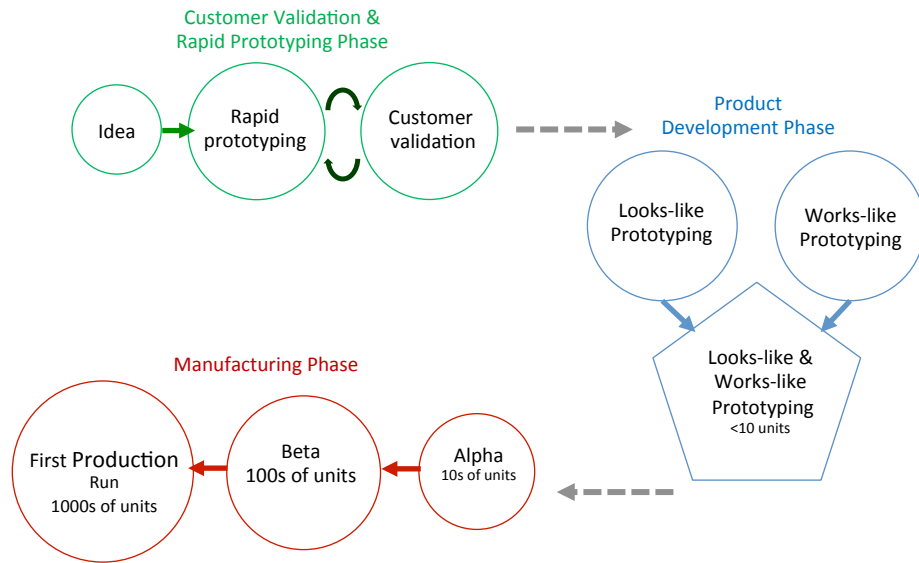 Customer Validation &
Rapid Prototyping Phase
Idea
Rapid
prototyping
Customer
validation
Product
Development Phase
Looks-like
Prototyping
Works-like
Prototyping
Looks-like &
Works-like
Prototyping
<10 units
Manufacturing Phase
First Production
Run
1000s of units
Beta
100s of units
Alpha
10s of units